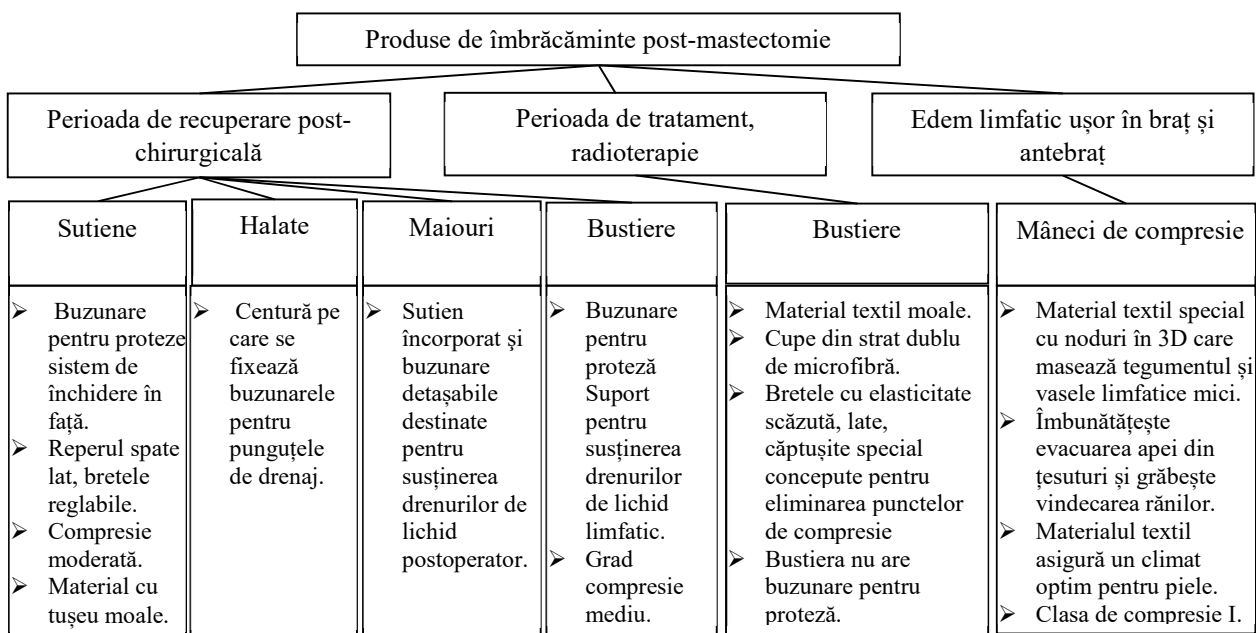 Produse de îmbrăcăminte post-mastectomie
Perioada de recuperare post-
chirurgicală
Perioada de tratament,
radioterapie
Edem limfatic ușor în braț și
antebraț
Sutiene
Halate
Maiouri
Bustiere
Bustiere
Mâneci de compresie
➢ Buzunare
pentru proteze
sistem de
închidere în
față.
➢ Reperul spate
lat, bretele
reglabile.
➢ Compresie
moderată.
➢ Material cu
tușeu moale.
➢ Centură pe
care se
fixează
buzunarele
pentru
punguțele
de drenaj.
➢ Sutien
încorporat și
buzunare
detașabile
destinate
pentru
susținerea
drenurilor de
lichid
postoperator.
➢ Buzunare
pentru
proteză
Suport
pentru
susținerea
drenurilor
de lichid
limfatic.
➢ Grad
compresie
mediu.
➢ Material textil moale.
➢ Cupe din strat dublu
de microfibră.
➢ Bretele cu elasticitate
scăzută, late,
căptușite special
concepute pentru
eliminarea punctelor
de compresie
➢ Bustiera nu are
buzunare pentru
proteză.
➢ Material textil special
cu noduri în 3D care
masează tegumentul și
vasele limfatice mici.
➢ Îmbunătățește
evacuarea apei din
țesuturi și grăbește
vindecarea rănilor.
➢ Materialul textil
asigură un climat
optim pentru piele.
➢ Clasa de compresie I.